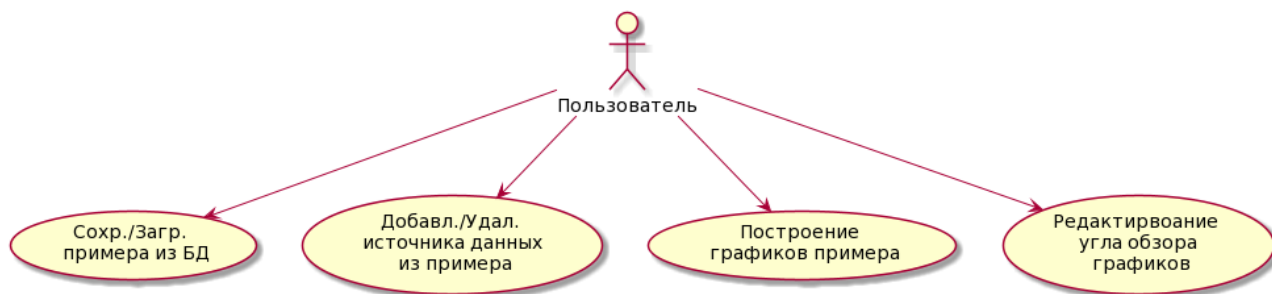 Пользователь
Сохр./Загр.
примера из БД
Добавл./Удал.
источника данных
из примера
Построение
графиков примера
Редактирвоание
угла обзора
графиков